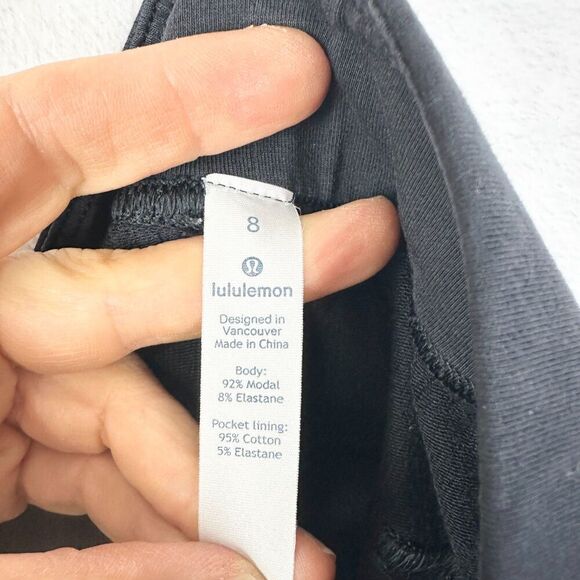 8
lululemon
Designed in
Vancouver
Made in China
Body:
92% Modal
8% Elastane
Pocket lining:
95% Cotton
5% Elastane